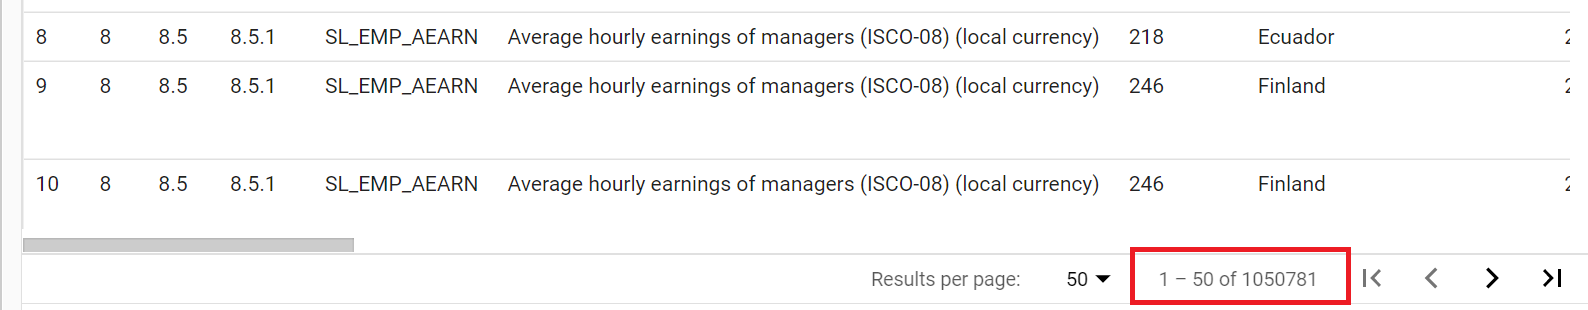 8 8 8.5 8.5.1 SL_EMP_AEARN Average hourly earnings of managers (ISCO-08) (local currency) 218 Ecuador
9 8 8.5 8.5.1 SL_EMP_AEARN Average hourly earnings of managers (ISCO-08) (local currency) 246 Finland
10 8 8.5 8.5.1 SL_EMP_AEARN Average hourly earnings of managers (ISCO-08) (local currency) 246 Finland
Results per page: 50 1 – 50 of 1050781